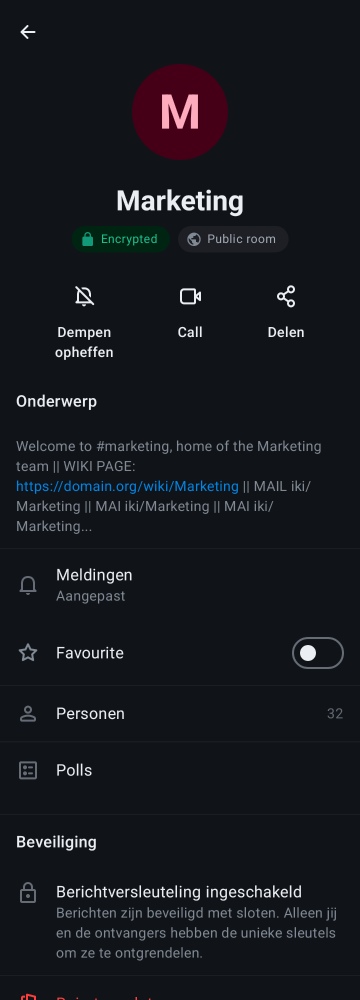 M
Marketing
Encrypted
Public room
Dempen
opheffen
Call
Delen
Onderwerp
Welcome to #marketing, home of the Marketing
team || WIKI PAGE:
https://domain.org/wiki/Marketing || MAIL iki/
Marketing || MAI iki/Marketing || MAI iki/
Marketing...
Meldingen
Aangepast
Favourite
Personen 32
Polls
Beveiliging
Berichtversleuteling ingeschakeld
Berichten zijn beveiligd met sloten. Alleen jij
en de ontvangers hebben de unieke sleutels
om ze te ontgrendelen.